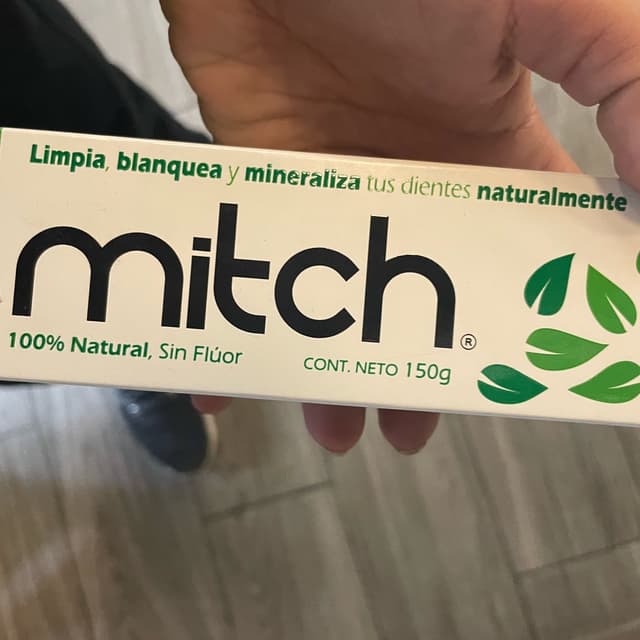 Limpia, blanquea y mineraliza tus dientes naturalmente
mitch®
100% Natural, Sin Flúor
CONT. NETO 150g